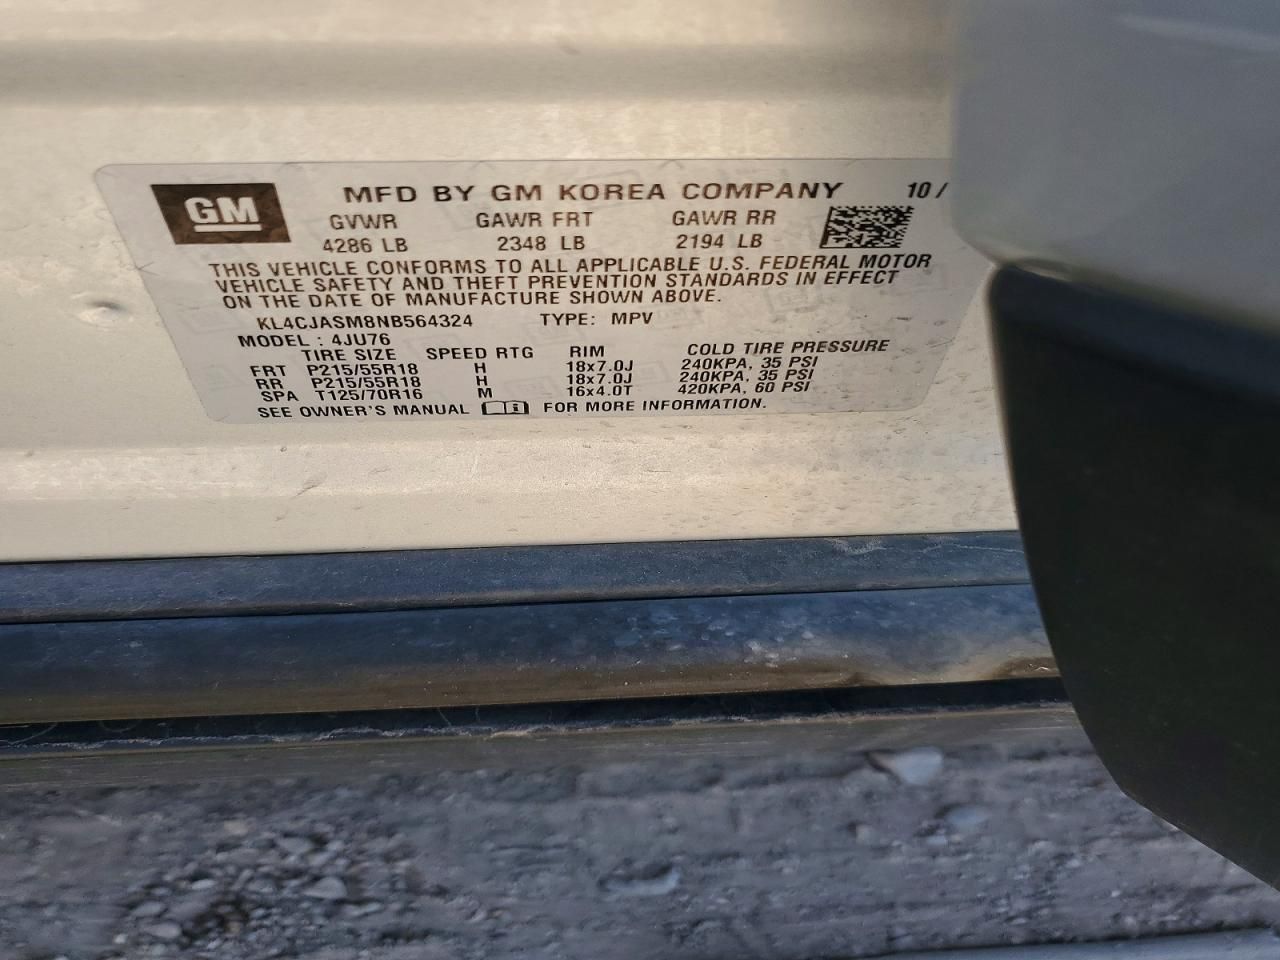 GM MFD BY GM KOREA COMPANY 10/
GVWR GAWR FRT GAWR RR
4286 LB 2348 LB 2194 LB
THIS VEHICLE CONFORMS TO ALL APPLICABLE U.S. FEDERAL MOTOR
VEHICLE SAFETY AND THEFT PREVENTION STANDARDS IN EFFECT
ON THE DATE OF MANUFACTURE SHOWN ABOVE.
KL4CJASM8NB564324 TYPE: MPV
MODEL : 4JU76
TIRE SIZE SPEED RTG RIM COLD TIRE PRESSURE
FRT P215/55R18 H 18x7.0J 240KPA, 35 PSI
RR P215/55R18 H 18x7.0J 240KPA, 35 PSI
SPA T125/70R16 M 16x4.0T 420KPA, 60 PSI
SEE OWNER'S MANUAL FOR MORE INFORMATION.